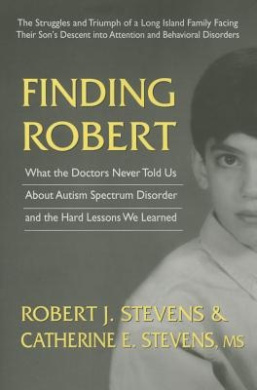 The Struggles and Triumph of a Long Island Family Facing
Their Son's Descent into Attention and Behavioral Disorders
FINDING
ROBERT
What the Doctors Never Told Us
About Autism Spectrum Disorder
and the Hard Lessons We Learned
ROBERT J. STEVENS &
CATHERINE E. STEVENS, MS